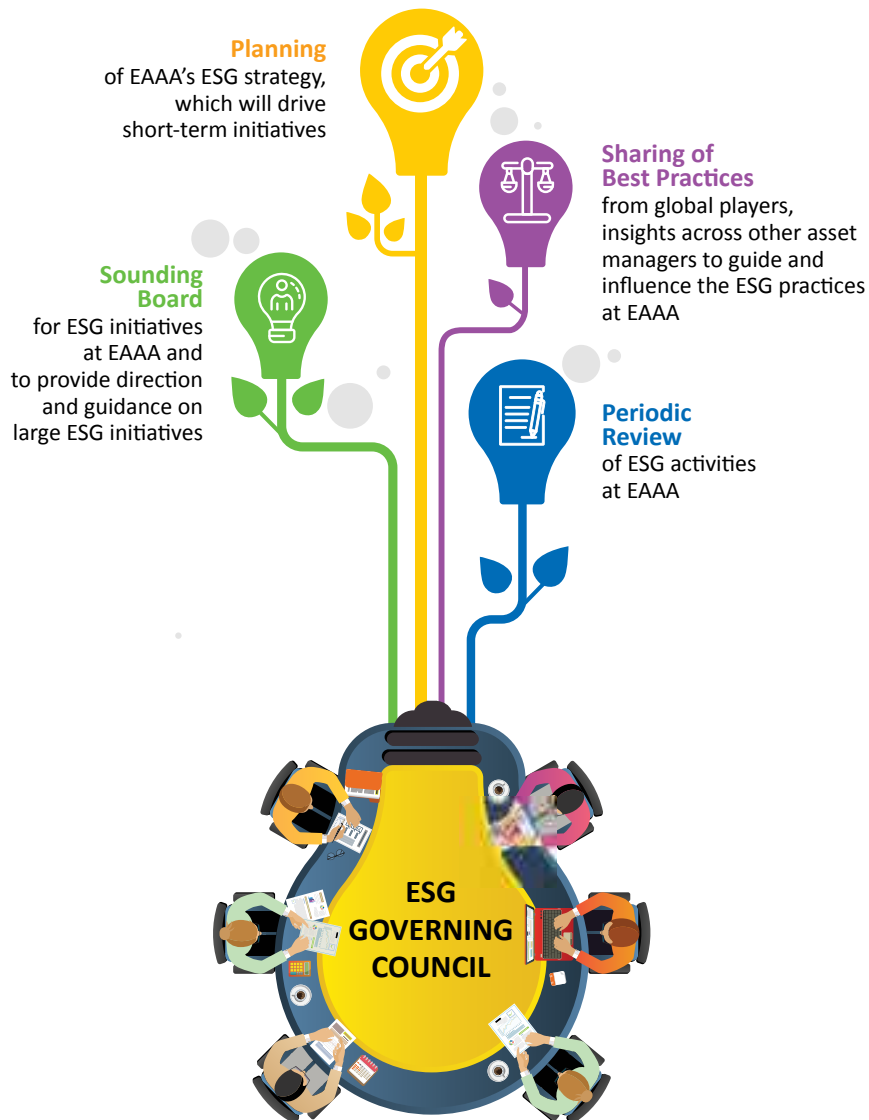 Planning
of EAAA's ESG strategy,
which will drive
short-term initiatives
Sharing of
Best Practices
from global players,
insights across other asset
managers to guide and
influence the ESG practices
at EAAA
Sounding
Board
for ESG initiatives
at EAAA and
to provide direction
and guidance on
large ESG initiatives
Periodic
Review
of ESG activities
at EAAA
ESG
GOVERNING
COUNCIL